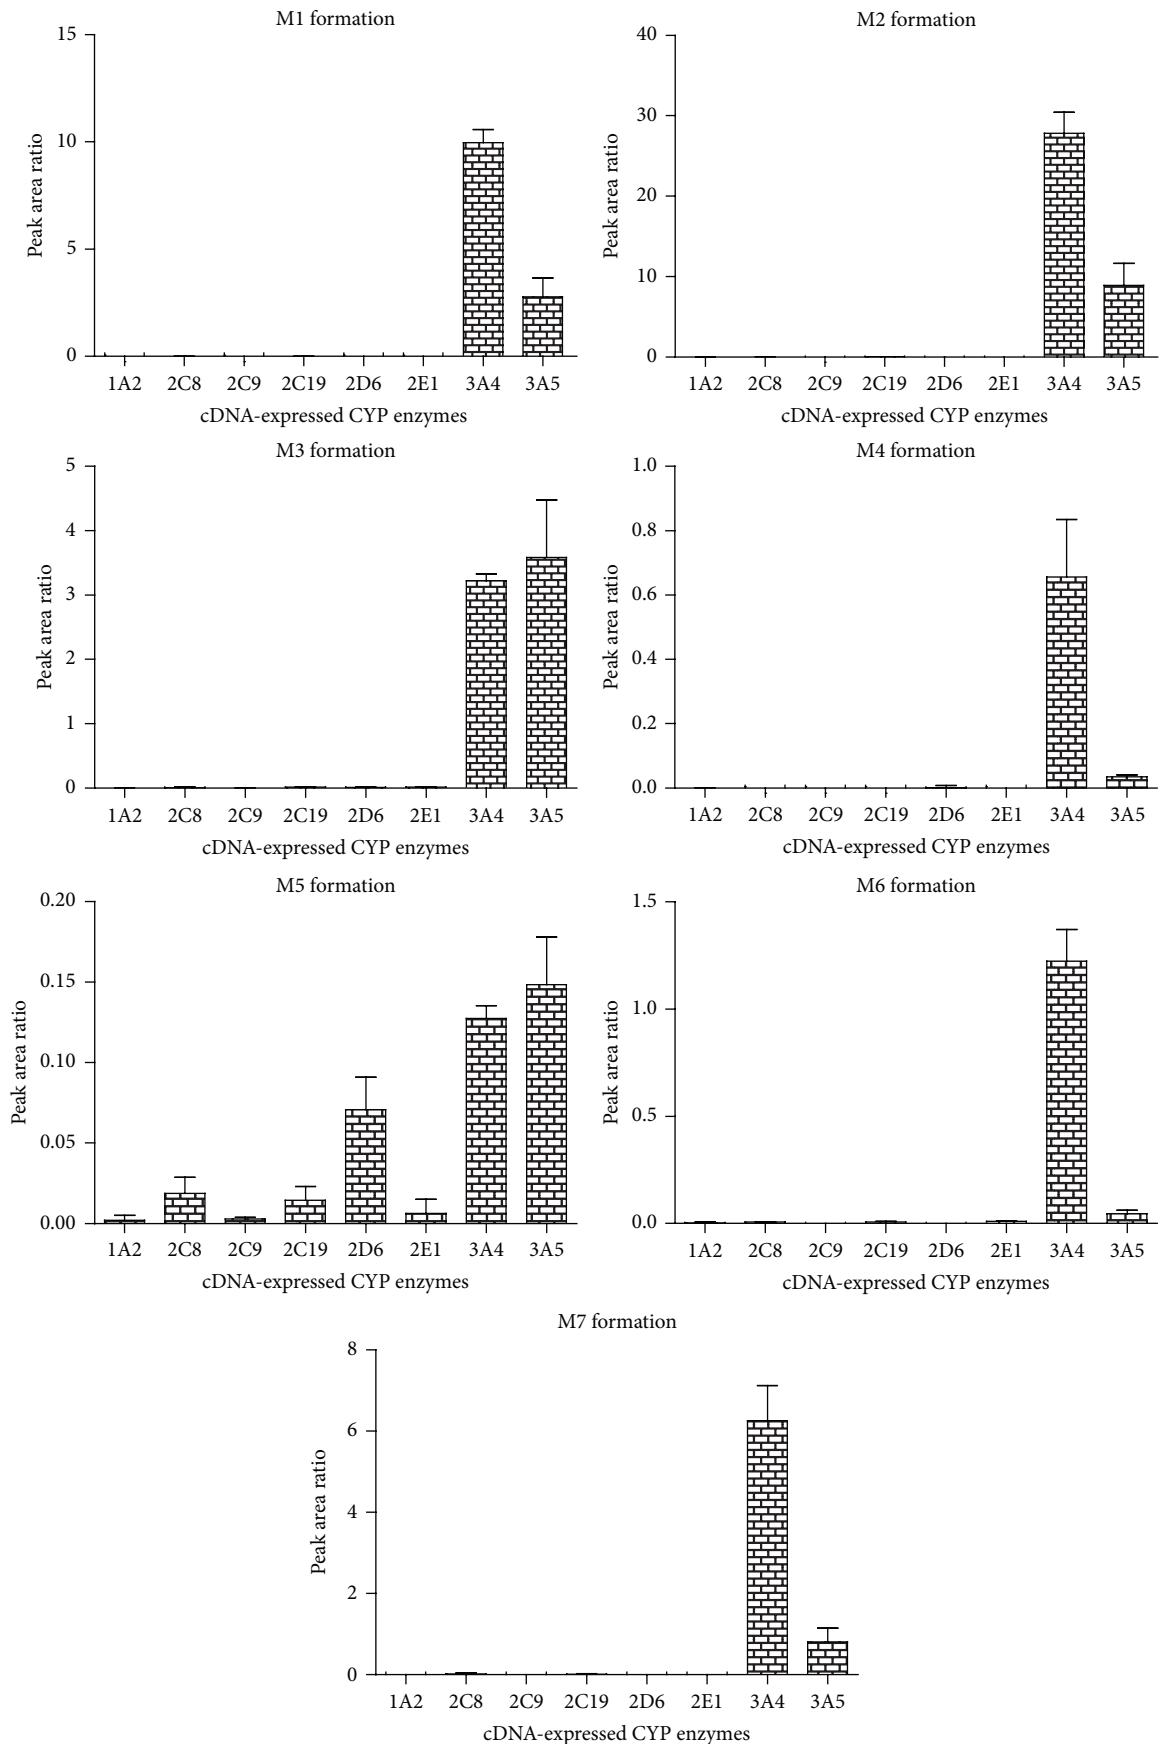 M1 formation
15
10
5
0
Peak area ratio
1A2 2C8 2C9 2C19 2D6 2E1 3A4 3A5
cDNA-expressed CYP enzymes
M2 formation
40
30
20
10
0
Peak area ratio
1A2 2C8 2C9 2C19 2D6 2E1 3A4 3A5
cDNA-expressed CYP enzymes
M3 formation
5
4
3
2
1
0
Peak area ratio
1A2 2C8 2C9 2C19 2D6 2E1 3A4 3A5
cDNA-expressed CYP enzymes
M4 formation
1.0
0.8
0.6
0.4
0.2
0.0
Peak area ratio
1A2 2C8 2C9 2C19 2D6 2E1 3A4 3A5
cDNA-expressed CYP enzymes
M5 formation
0.20
0.15
0.10
0.05
0.00
Peak area ratio
1A2 2C8 2C9 2C19 2D6 2E1 3A4 3A5
cDNA-expressed CYP enzymes
M6 formation
1.5
1.0
0.5
0.0
Peak area ratio
1A2 2C8 2C9 2C19 2D6 2E1 3A4 3A5
cDNA-expressed CYP enzymes
M7 formation
8
6
4
2
0
Peak area ratio
1A2 2C8 2C9 2C19 2D6 2E1 3A4 3A5
cDNA-expressed CYP enzymes